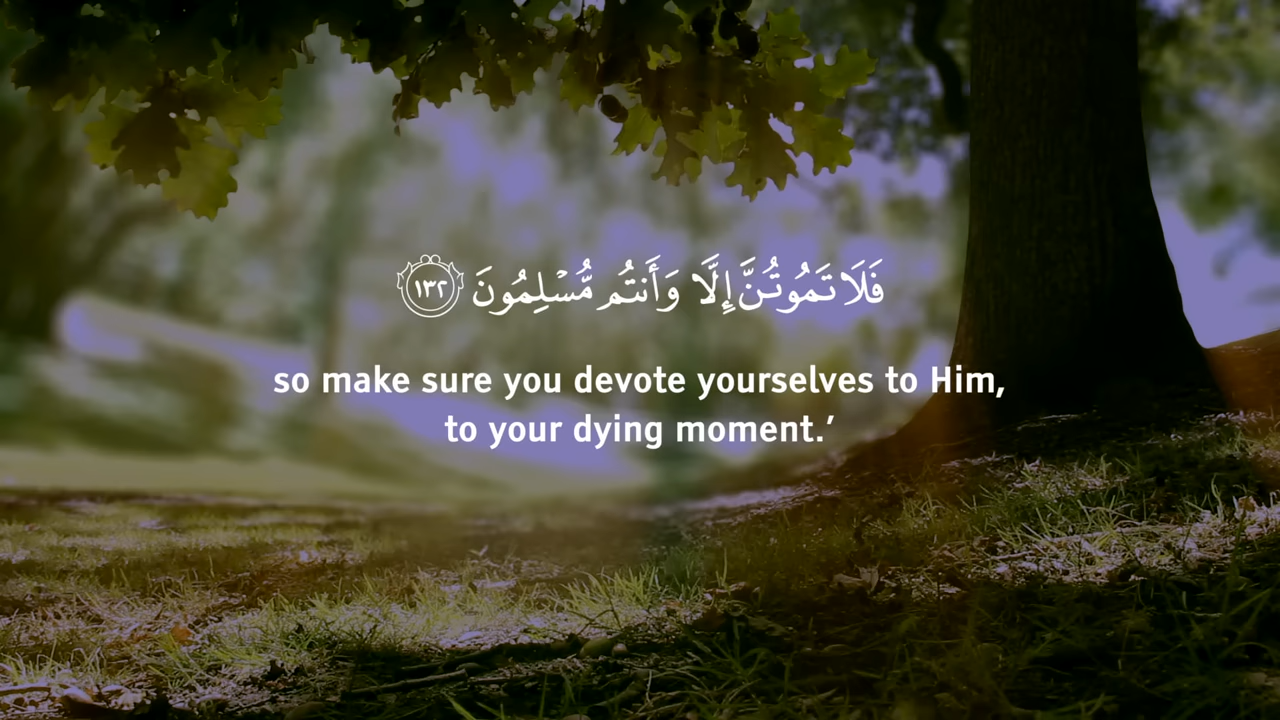 فَلَا تَمُوتُنَّ إِلَّا وَأَنتُم مُّسْلِمُونَ ١٣٢
so make sure you devote yourselves to Him,
to your dying moment.’